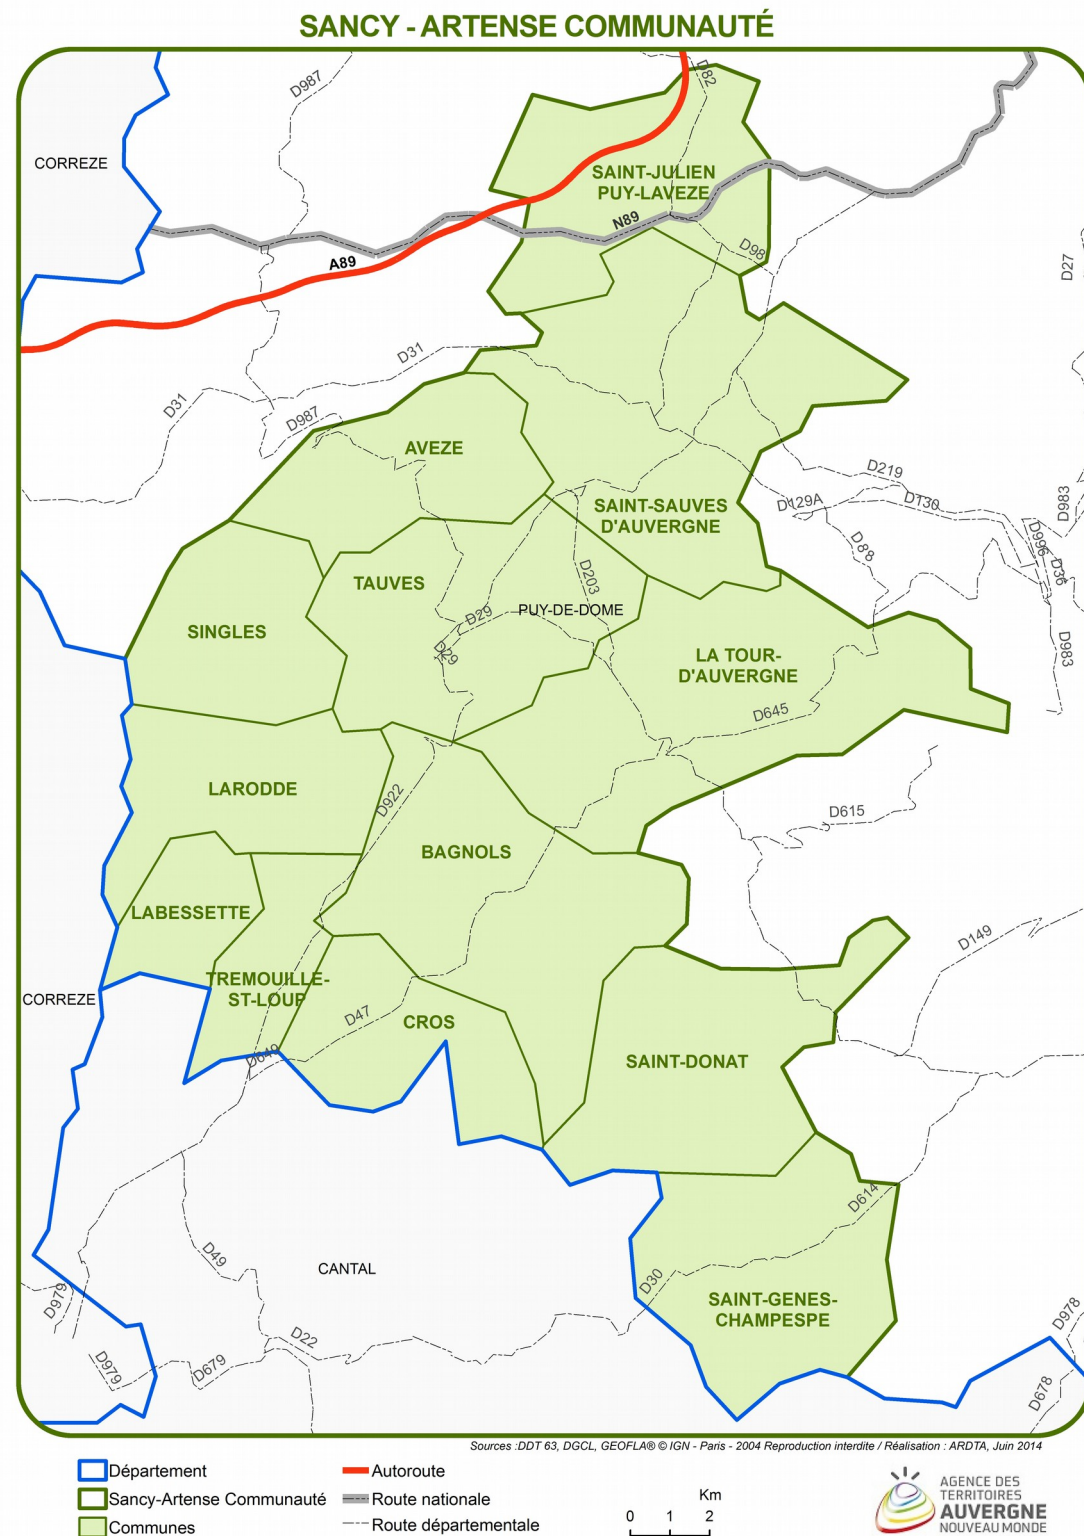 SANCY - ARTENSE COMMUNAUTÉ
D987
D82
CORREZE
SAINT-JULIEN
PUY-LAVEZE
N89
D98
A89
D27
D31
D31
D987
AVEZE
D219
D129A
D130
D983
SAINT-SAUVES
D'AUVERGNE
D88
D996
D36
TAUVES
D203
PUY-DE-DOME
D29
SINGLES
D29
LA TOUR-
D'AUVERGNE
D983
D645
LARODDE
D922
D615
BAGNOLS
LABESSETTE
D149
TREMOUILLE-
ST-LOUP
CORREZE
D47
CROS
D649
SAINT-DONAT
D614
D49
CANTAL
D30
D979
SAINT-GENES-
CHAMPESPE
D978
D22
D979
D679
D678
Sources :DDT 63, DGCL, GEOFLA® © IGN - Paris - 2004 Reproduction interdite / Réalisation : ARDTA, Juin 2014
Département
Autoroute
Sancy-Artense Communauté
Route nationale
Communes
Route départementale
Km
0 1 2
AGENCE DES
TERRITOIRES
AUVERGNE
NOUVEAU MONDE